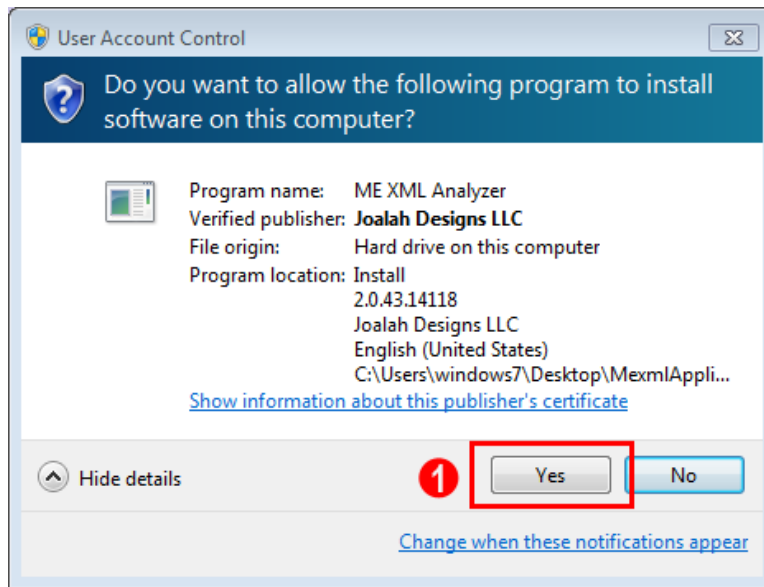 User Account Control
Do you want to allow the following program to install
software on this computer?
Program name: ME XML Analyzer
Verified publisher: Joalah Designs LLC
File origin: Hard drive on this computer
Program location: Install
2.0.43.14118
Joalah Designs LLC
English (United States)
C:\Users\windows7\Desktop\MexmlAppli...
Show information about this publisher's certificate
Hide details 1 Yes No
Change when these notifications appear